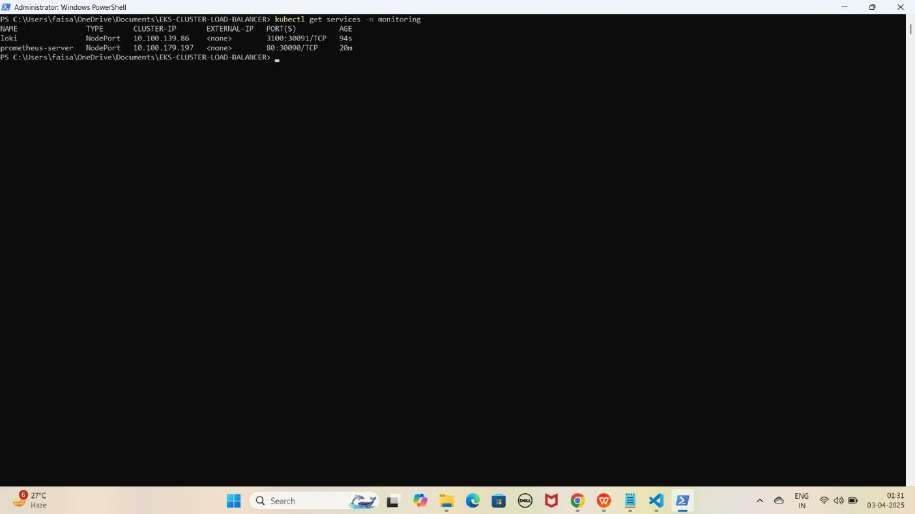 Administrator: Windows PowerShell
PS C:\Users\faisa\OneDrive\Documents\EKS-CLUSTER-LOAD-BALANCER> kubectl get services -n monitoring
NAME TYPE CLUSTER-IP EXTERNAL-IP PORT(S) AGE
loki NodePort 10.100.139.86 <none> 3100:30091/TCP 94s
prometheus-server NodePort 10.100.179.197 <none> 80:30090/TCP 20m
PS C:\Users\faisa\OneDrive\Documents\EKS-CLUSTER-LOAD-BALANCER>
6
27°C
Haze
Search
DELL
ENG
IN
01:31
03-04-2025